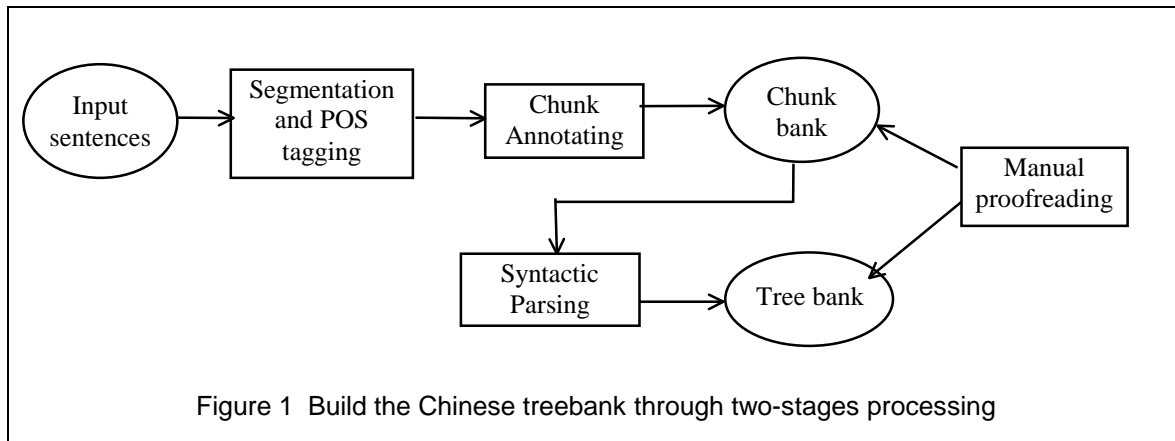 Input
sentences
Segmentation
and POS
tagging
Chunk
Annotating
Chunk
bank
Manual
proofreading
Syntactic
Parsing
Tree bank
Figure 1 Build the Chinese treebank through two-stages processing